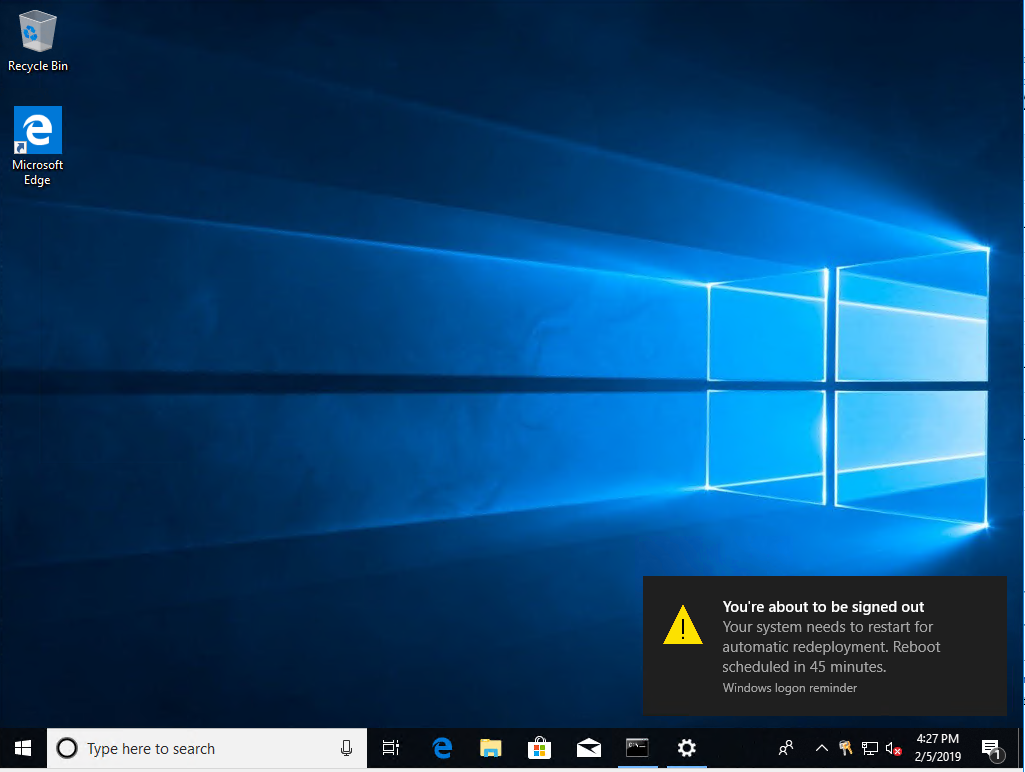 Recycle Bin
Microsoft
Edge
You're about to be signed out
Your system needs to restart for
automatic redeployment. Reboot
scheduled in 45 minutes.
Windows logon reminder
Type here to search
4:27 PM
2/5/2019
1